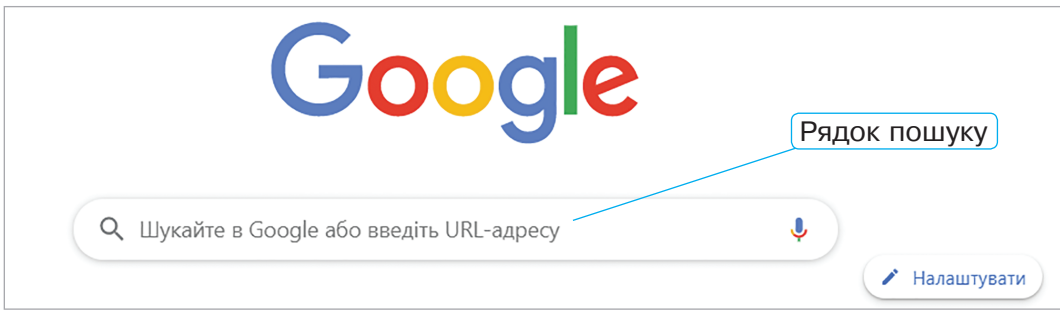 Google
Рядок пошуку
Шукайте в Google або введіть URL-адресу
Налаштувати